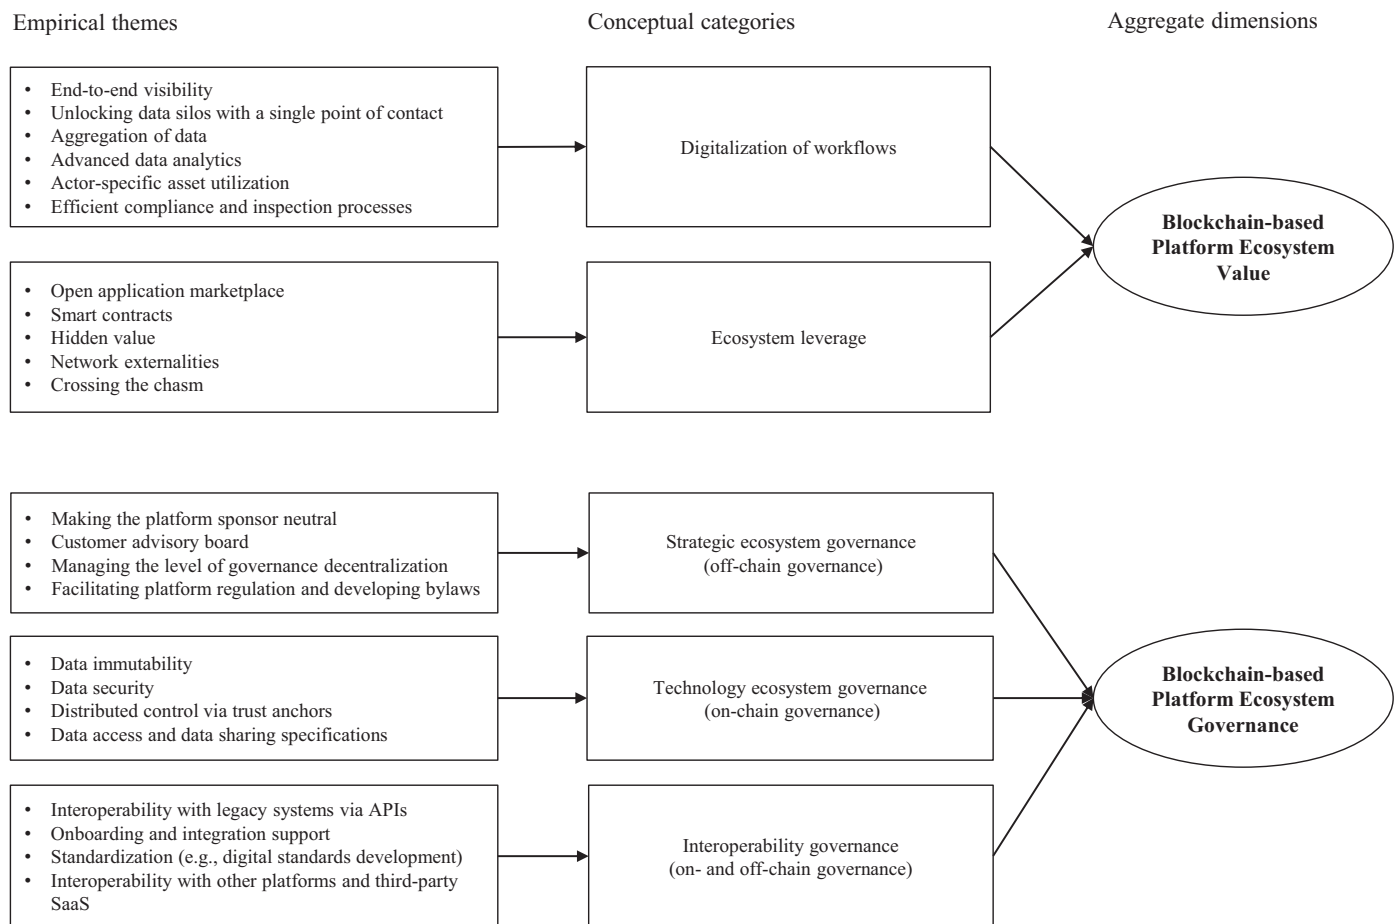 Empirical themes
Conceptual categories
Aggregate dimensions
• End-to-end visibility
• Unlocking data silos with a single point of contact
• Aggregation of data
• Advanced data analytics
• Actor-specific asset utilization
• Efficient compliance and inspection processes
Digitalization of workflows
Blockchain-based
Platform Ecosystem
Value
• Open application marketplace
• Smart contracts
• Hidden value
• Network externalities
• Crossing the chasm
Ecosystem leverage
• Making the platform sponsor neutral
• Customer advisory board
• Managing the level of governance decentralization
• Facilitating platform regulation and developing bylaws
Strategic ecosystem governance
(off-chain governance)
• Data immutability
• Data security
• Distributed control via trust anchors
• Data access and data sharing specifications
Technology ecosystem governance
(on-chain governance)
Blockchain-based
Platform Ecosystem
Governance
• Interoperability with legacy systems via APIs
• Onboarding and integration support
• Standardization (e.g., digital standards development)
• Interoperability with other platforms and third-party
SaaS
Interoperability governance
(on- and off-chain governance)